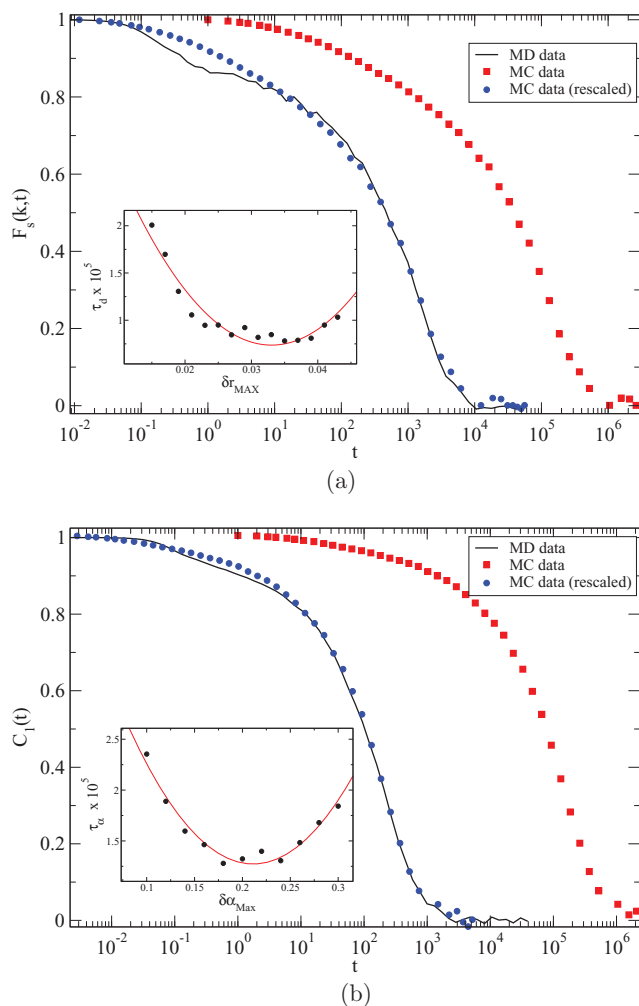 1
0.8
0.6
0.4
0.2
0
F_s(k,t)
MD data
MC data
MC data (rescaled)
2
1.5
1
τ_d x 10^5
0.02 0.03 0.04
δr_MAX
10^-2 10^-1 10^0 10^1 10^2 10^3 10^4 10^5 10^6
t
(a)
1
0.8
0.6
0.4
0.2
0
C_1(t)
MD data
MC data
MC data (rescaled)
2.5
2
1.5
τ_α x 10^5
0.1 0.15 0.2 0.25 0.3
δα_Max
10^-2 10^-1 10^0 10^1 10^2 10^3 10^4 10^5 10^6
t
(b)